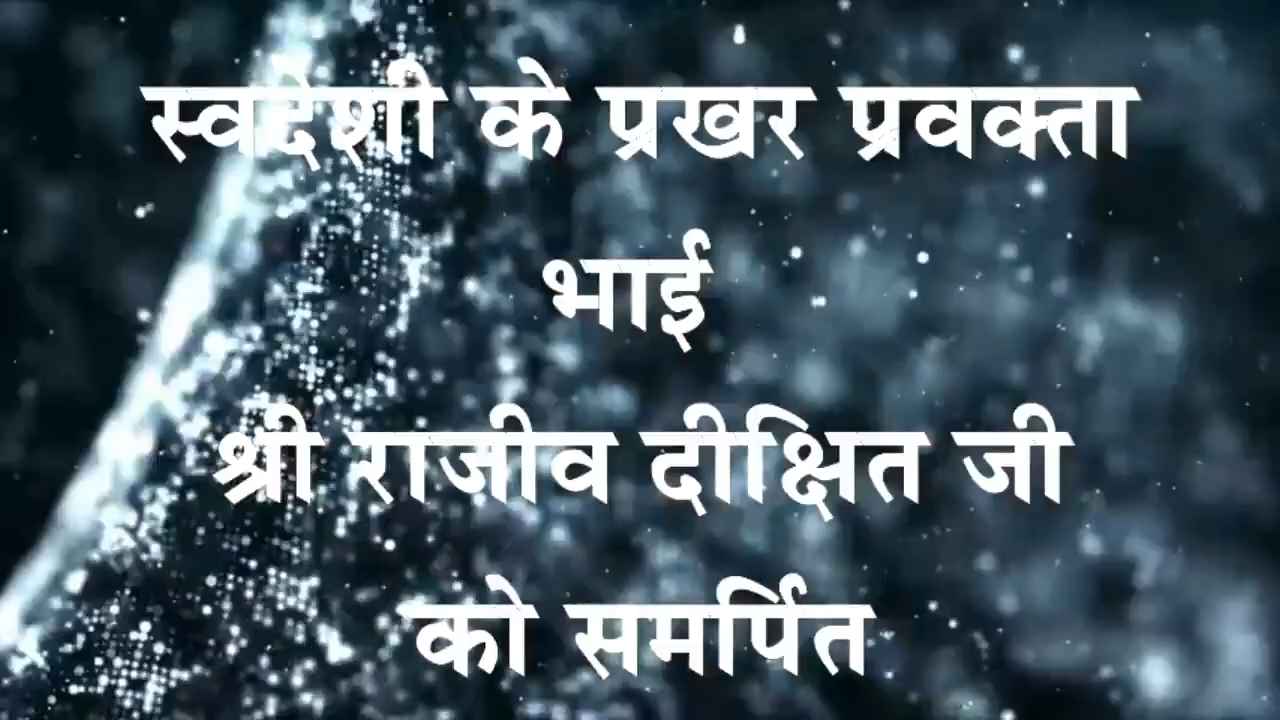 स्वदेशी के प्रखर प्रवक्ता
भाई
श्री राजीव दीक्षित जी
को समर्पित